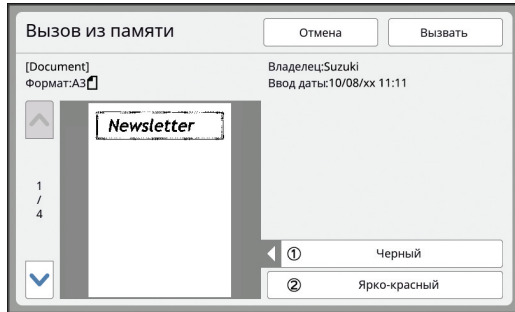 Вызов из памяти
Отмена
Вызвать
[Document]
Формат:A3
Владелец:Suzuki
Ввод даты:10/08/xx 11:11
Newsletter
1
/
4
① Черный
② Ярко-красный